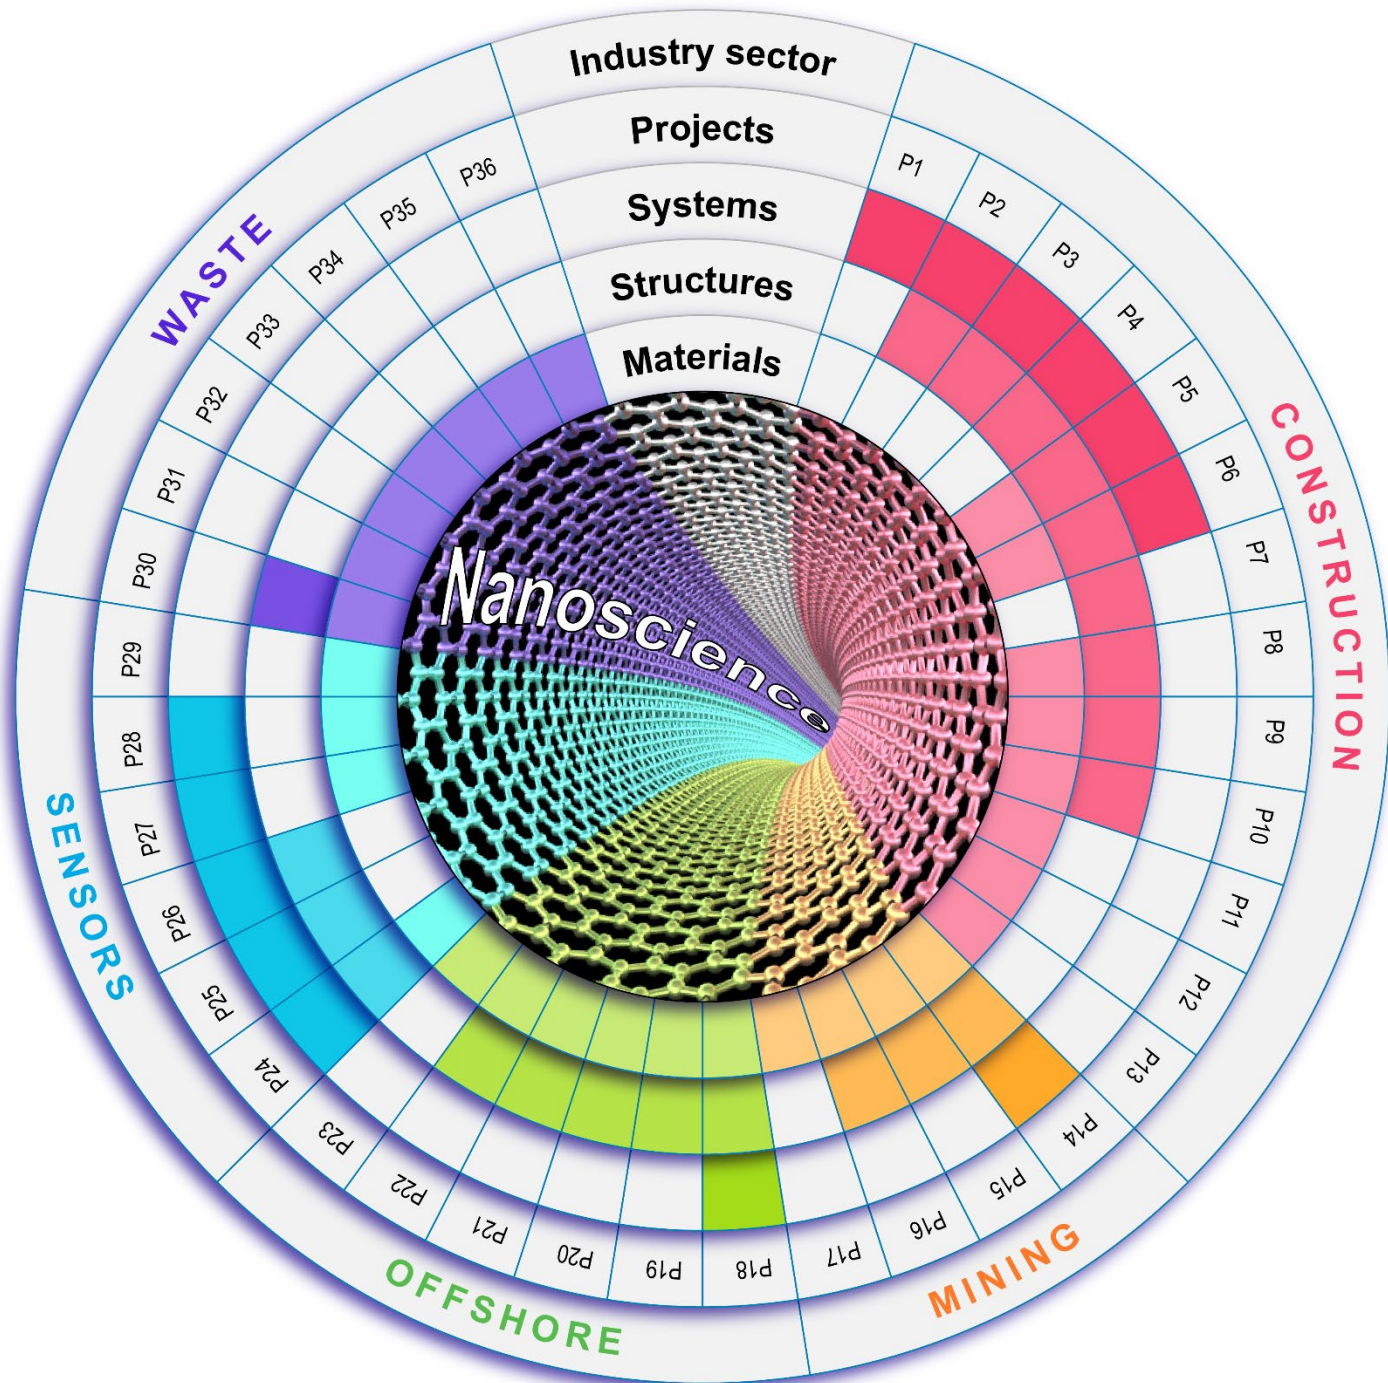 Industry sector
Projects
Systems
Structures
Materials
Nanoscience
CONSTRUCTION
P1
P2
P3
P4
P5
P6
P7
P8
P9
P10
P11
P12
P13
MINING
P14
P15
P16
P17
OFFSHORE
P18
P19
P20
P21
P22
P23
SENSORS
P24
P25
P26
P27
P28
P29
WASTE
P30
P31
P32
P33
P34
P35
P36